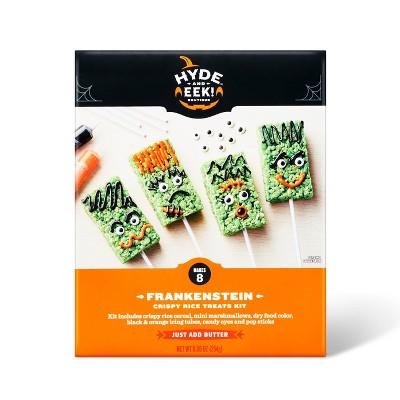 HYDE
AND
EEK!
BOUTIQUE
MAKES
8
FRANKENSTEIN
CRISPY RICE TREATS KIT
Kit includes crispy rice cereal, mini marshmallows, dry food color,
black & orange icing tubes, candy eyes and pop sticks
JUST ADD BUTTER